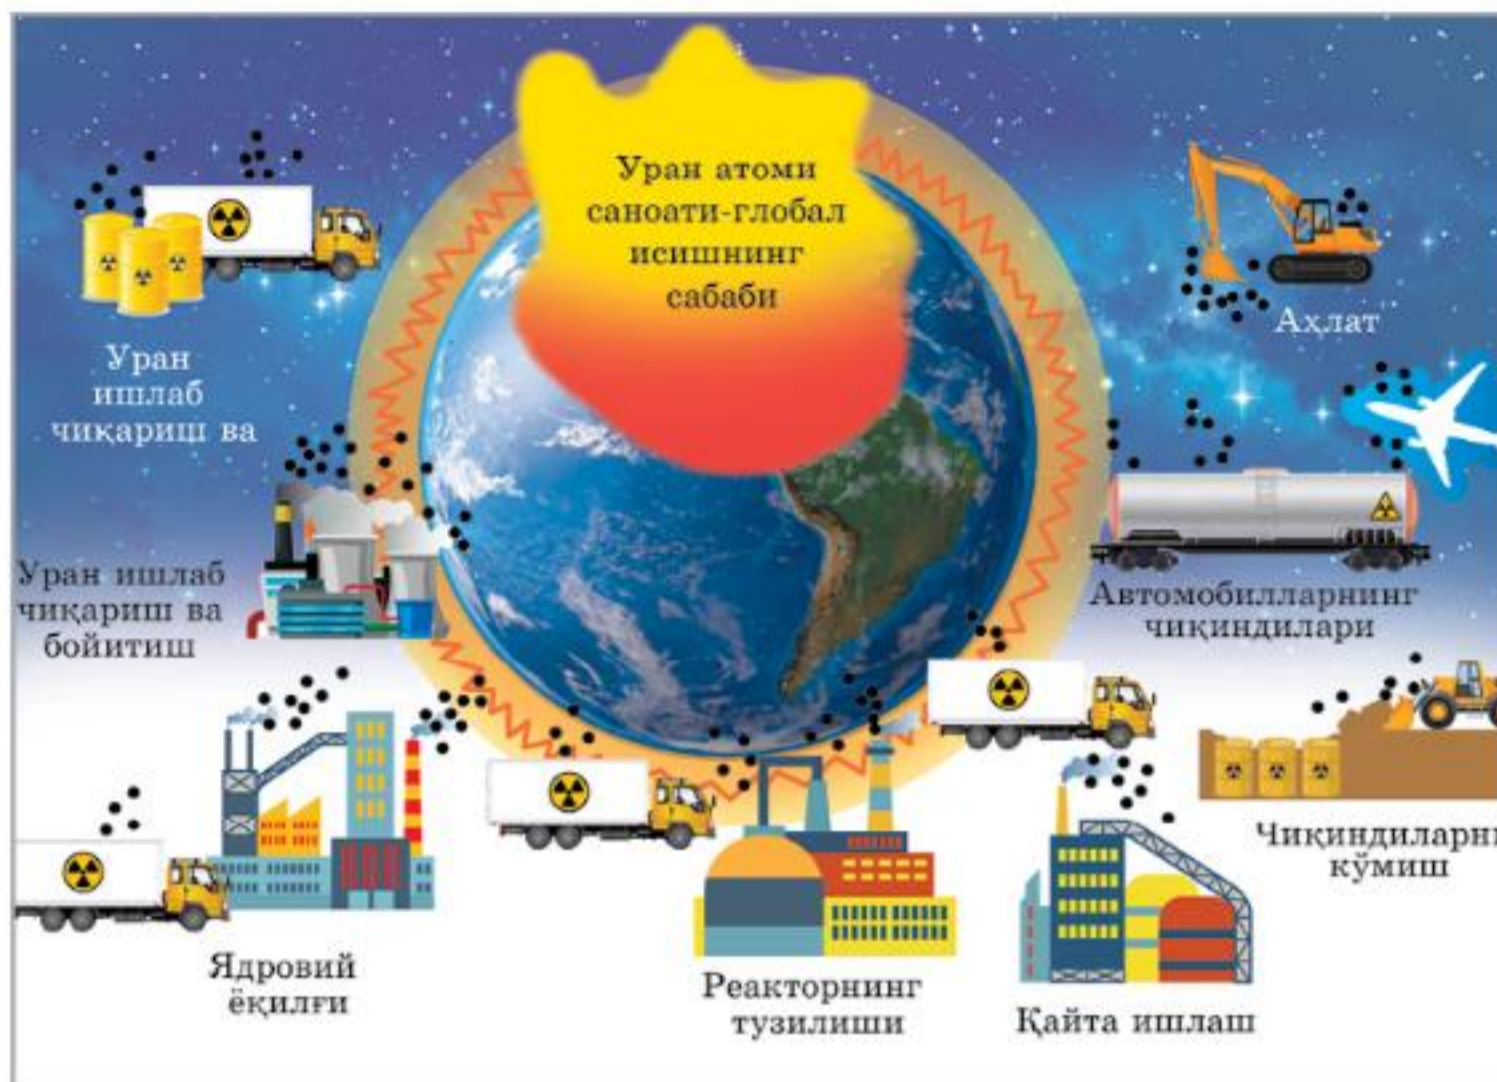 Уран атоми
саноати-глобал
исишнинг
сабаби
Уран
ишлаб
чиқариш ва
Аҳлат
Уран ишлаб
чиқариш ва
бойитиш
Автомобилларнинг
чиқиндилари
Чиқиндиларни
кўмиш
Ядровий
ёқилғи
Реакторнинг
тузилиши
Қайта ишлаш